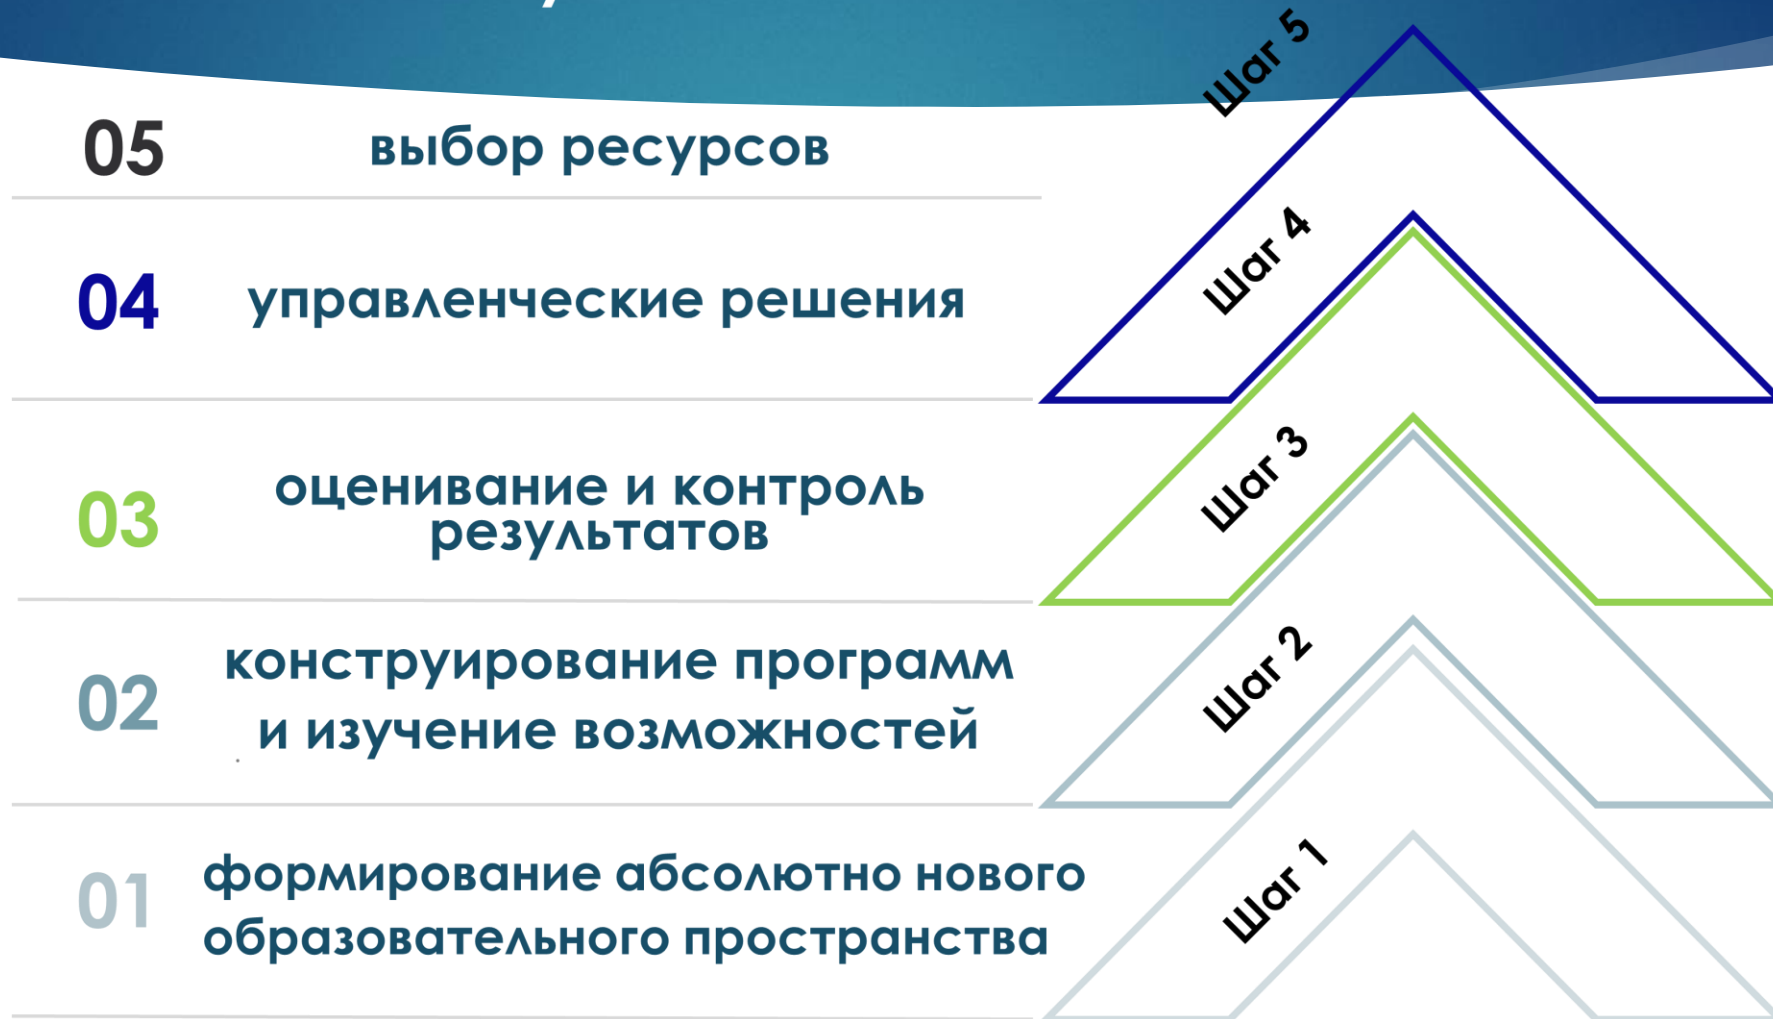 Шаг 5
05 выбор ресурсов
Шаг 4
04 управленческие решения
Шаг 3
03 оценивание и контроль
результатов
Шаг 2
02 конструирование программ
и изучение возможностей
.
Шаг 1
01 формирование абсолютно нового
образовательного пространства